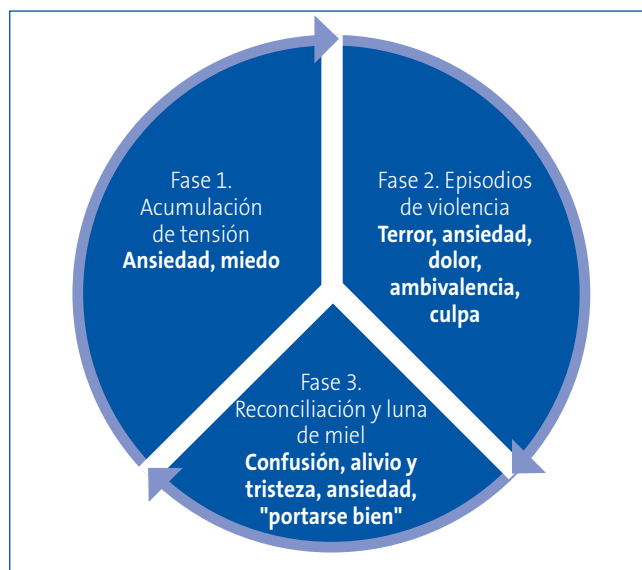 Fase 1.
Acumulación
de tensión
Ansiedad, miedo
Fase 2. Episodios
de violencia
Terror, ansiedad,
dolor,
ambivalencia,
culpa
Fase 3.
Reconciliación y luna
de miel
Confusión, alivio y
tristeza, ansiedad,
"portarse bien"